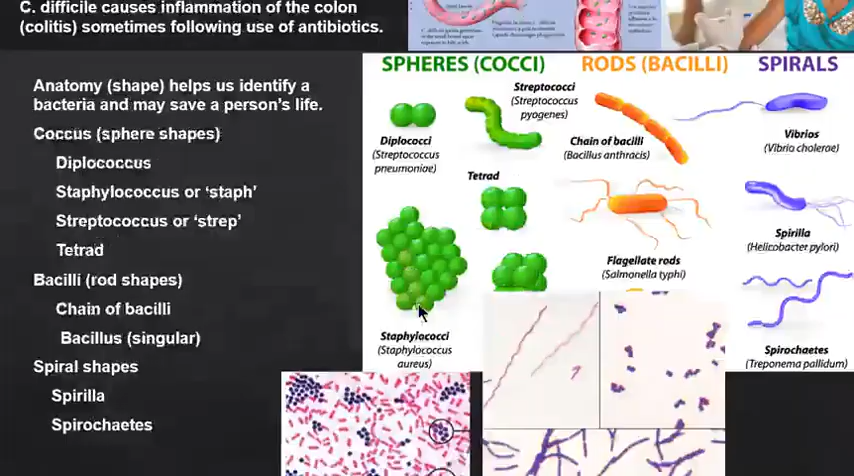 C. difficile causes inflammation of the colon
(colitis) sometimes following use of antibiotics.
Anatomy (shape) helps us identify a
bacteria and may save a person's life.
Coccus (sphere shapes)
Diplococcus
Staphylococcus or 'staph'
Streptococcus or 'strep'
Tetrad
Bacilli (rod shapes)
Chain of bacilli
Bacillus (singular)
Spiral shapes
Spirilla
Spirochaetes
SPHERES (COCCI)
Diplococci
(Streptococcus
pneumoniae)
Streptococci
(Streptococcus
pyogenes)
Tetrad
Staphylococci
(Staphylococcus
aureus)
RODS (BACILLI)
Chain of bacilli
(Bacillus anthracis)
Flagellate rods
(Salmonella typhi)
SPIRALS
Vibrios
(Vibrio cholerae)
Spirilla
(Helicobacter pylori)
Spirochaetes
(Treponema pallidum)